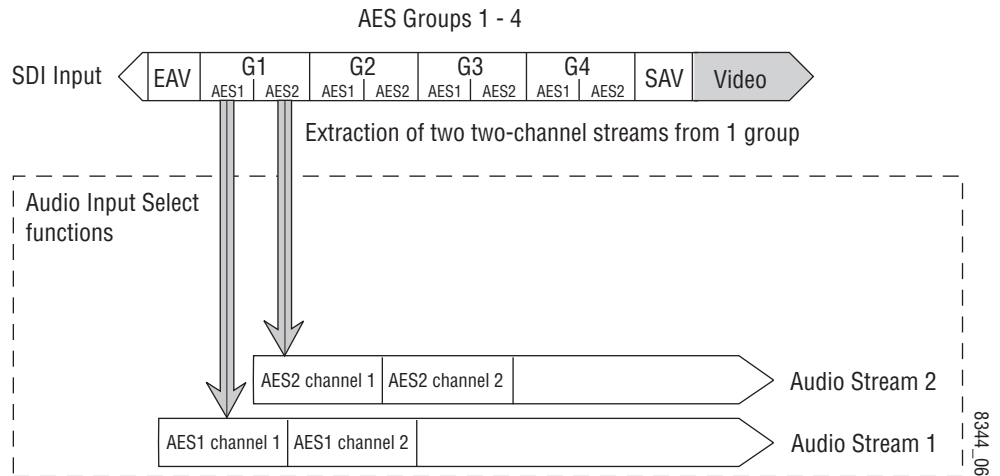 AES Groups 1 - 4
SDI Input
EAV
G1
G2
G3
G4
SAV
Video
AES1
AES2
AES1
AES2
AES1
AES2
AES1
AES2
Extraction of two two-channel streams from 1 group
Audio Input Select
functions
AES2 channel 1
AES2 channel 2
Audio Stream 2
AES1 channel 1
AES1 channel 2
Audio Stream 1
8344_06